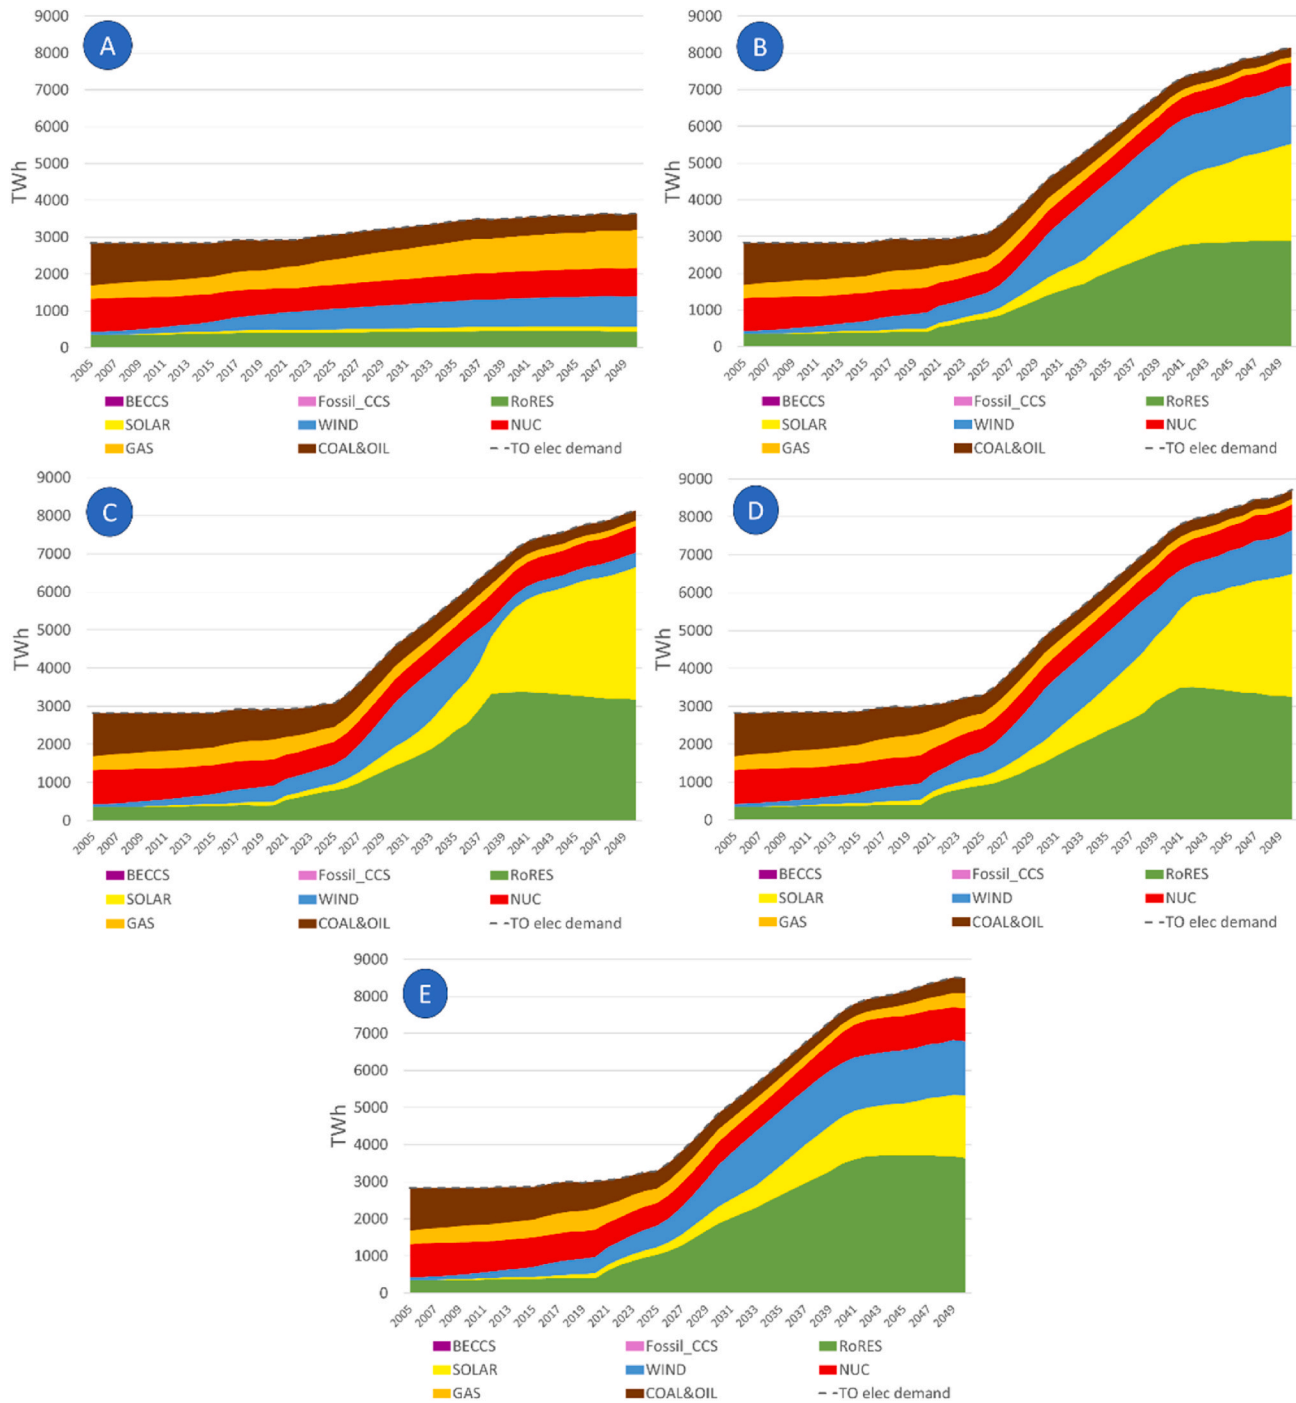 A
9000
8000
7000
6000
5000
4000
3000
2000
1000
0
TWh
2005 2007 2009 2011 2013 2015 2017 2019 2021 2023 2025 2027 2029 2031 2033 2035 2037 2039 2041 2043 2045 2047 2049
BECCS Fossil_CCS RoRES
SOLAR WIND NUC
GAS COAL&OIL TO elec demand
B
9000
8000
7000
6000
5000
4000
3000
2000
1000
0
TWh
2005 2007 2009 2011 2013 2015 2017 2019 2021 2023 2025 2027 2029 2031 2033 2035 2037 2039 2041 2043 2045 2047 2049
BECCS Fossil_CCS RoRES
SOLAR WIND NUC
GAS COAL&OIL TO elec demand
C
9000
8000
7000
6000
5000
4000
3000
2000
1000
0
TWh
2005 2007 2009 2011 2013 2015 2017 2019 2021 2023 2025 2027 2029 2031 2033 2035 2037 2039 2041 2043 2045 2047 2049
BECCS Fossil_CCS RoRES
SOLAR WIND NUC
GAS COAL&OIL TO elec demand
D
9000
8000
7000
6000
5000
4000
3000
2000
1000
0
TWh
2005 2007 2009 2011 2013 2015 2017 2019 2021 2023 2025 2027 2029 2031 2033 2035 2037 2039 2041 2043 2045 2047 2049
BECCS Fossil_CCS RoRES
SOLAR WIND NUC
GAS COAL&OIL TO elec demand
E
9000
8000
7000
6000
5000
4000
3000
2000
1000
0
TWh
2005 2007 2009 2011 2013 2015 2017 2019 2021 2023 2025 2027 2029 2031 2033 2035 2037 2039 2041 2043 2045 2047 2049
BECCS Fossil_CCS RoRES
SOLAR WIND NUC
GAS COAL&OIL TO elec demand